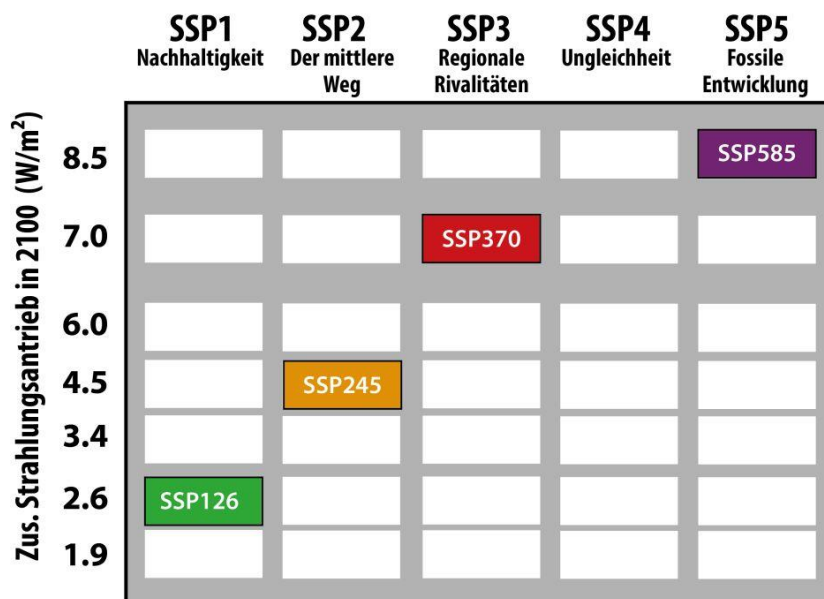 SSP1
Nachhaltigkeit
SSP2
Der mittlere
Weg
SSP3
Regionale
Rivalitäten
SSP4
Ungleichheit
SSP5
Fossile
Entwicklung
Zus. Strahlungsantrieb in 2100 (W/m²)
8.5
SSP585
7.0
SSP370
6.0
4.5
SSP245
3.4
2.6
SSP126
1.9